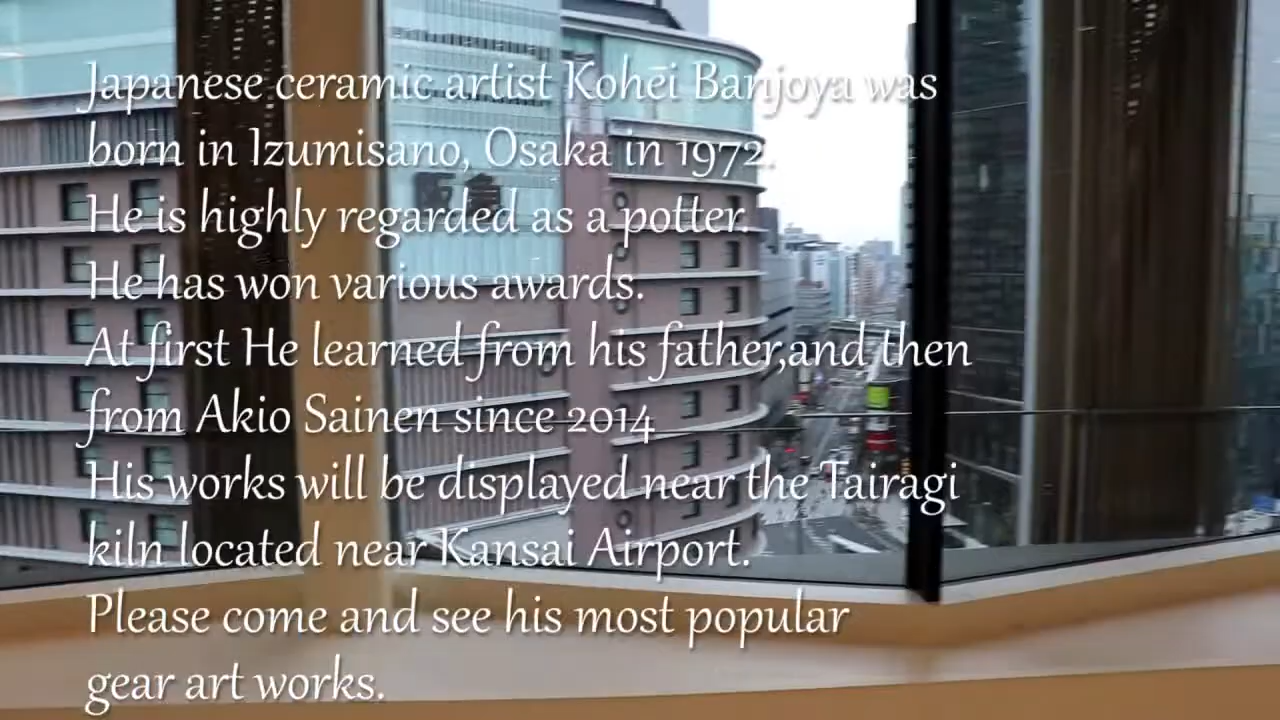 Japanese ceramic artist Kohei Banjoya was
born in Izumisano, Osaka in 1972.
He is highly regarded as a potter.
He has won various awards.
At first He learned from his father,and then
from Akio Sainen since 2014
His works will be displayed near the Tairagi
kiln located near Kansai Airport.
Please come and see his most popular
gear art works.